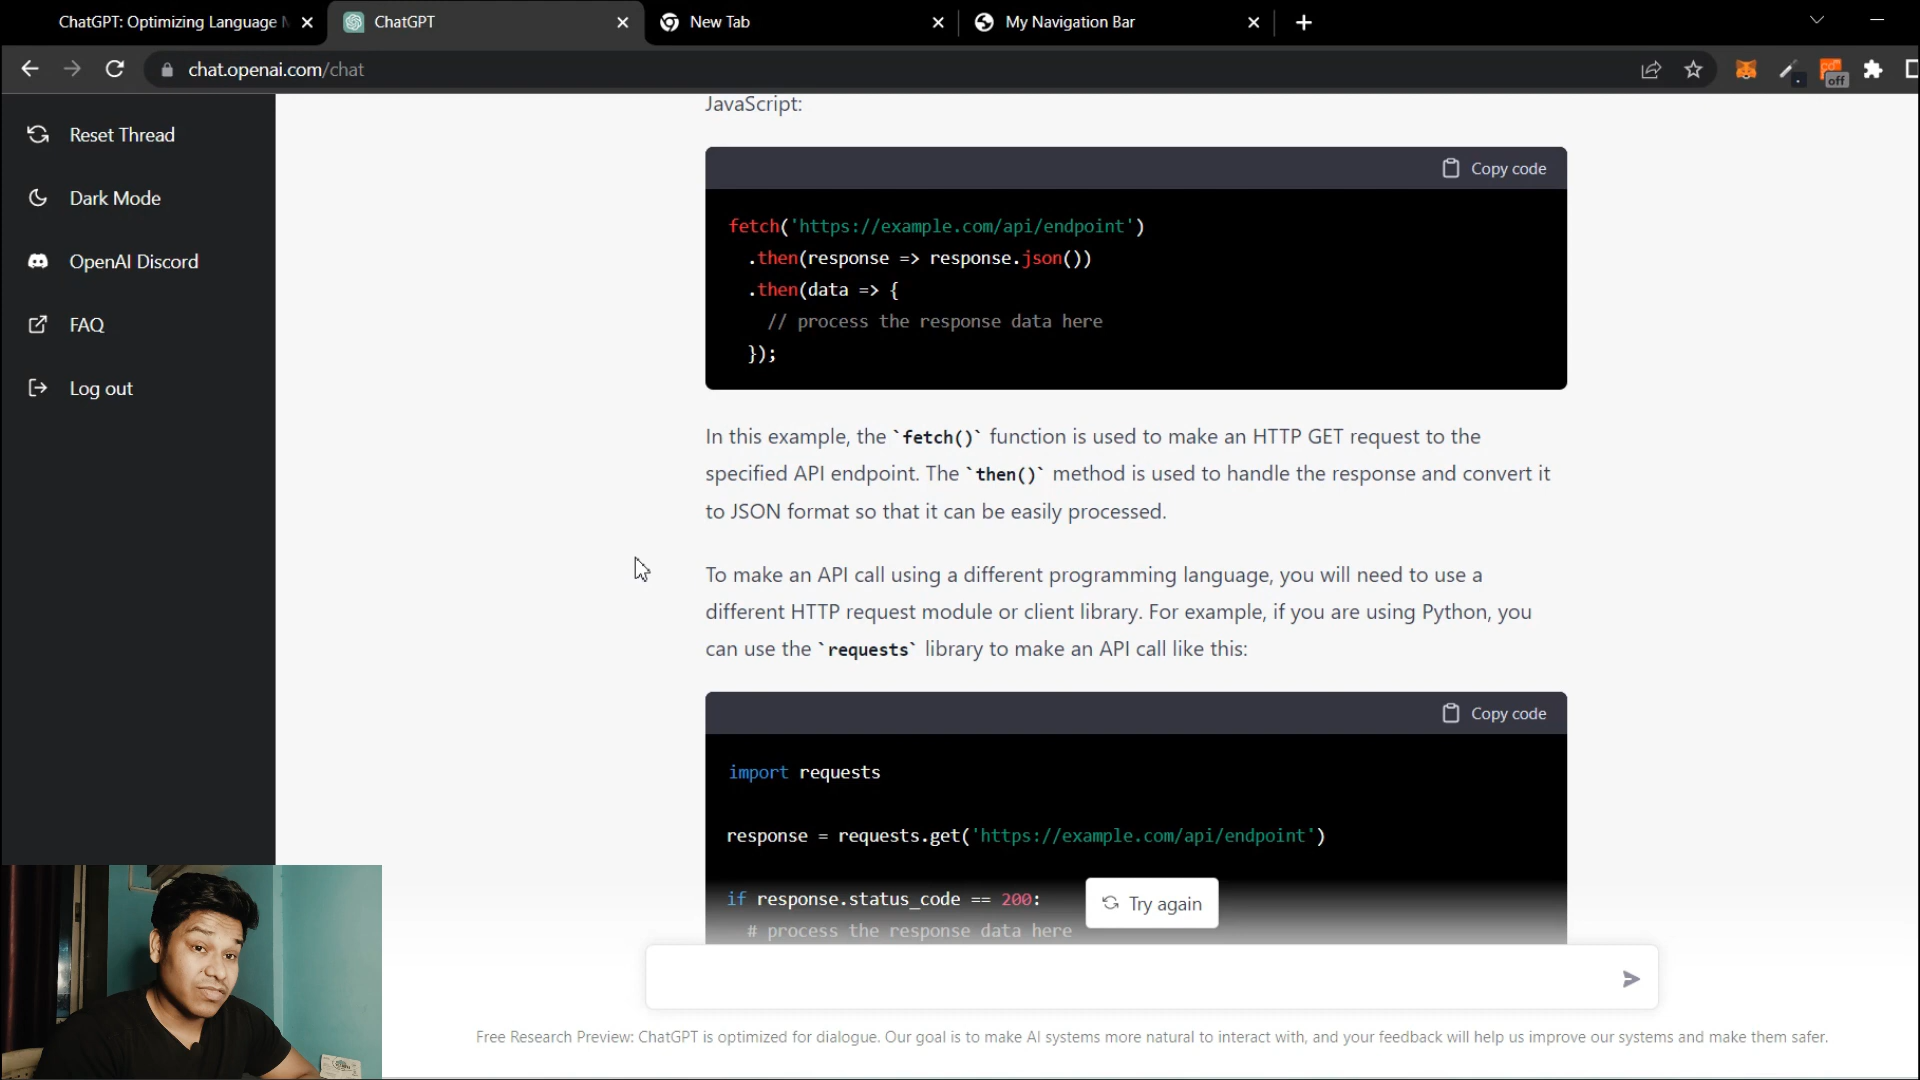 ChatGPT: Optimizing Language
ChatGPT
New Tab
My Navigation Bar
chat.openai.com/chat
off
Reset Thread
Dark Mode
OpenAI Discord
FAQ
Log out
JavaScript:
Copy code
fetch('https://example.com/api/endpoint')
.then(response => response.json())
.then(data => {
// process the response data here
});
In this example, the `fetch()` function is used to make an HTTP GET request to the
specified API endpoint. The `then()` method is used to handle the response and convert it
to JSON format so that it can be easily processed.
To make an API call using a different programming language, you will need to use a
different HTTP request module or client library. For example, if you are using Python, you
can use the `requests` library to make an API call like this:
Copy code
import requests
response = requests.get('https://example.com/api/endpoint')
if response.status_code == 200:
# process the response data here
Try again
Free Research Preview: ChatGPT is optimized for dialogue. Our goal is to make AI systems more natural to interact with, and your feedback will help us improve our systems and make them safer.